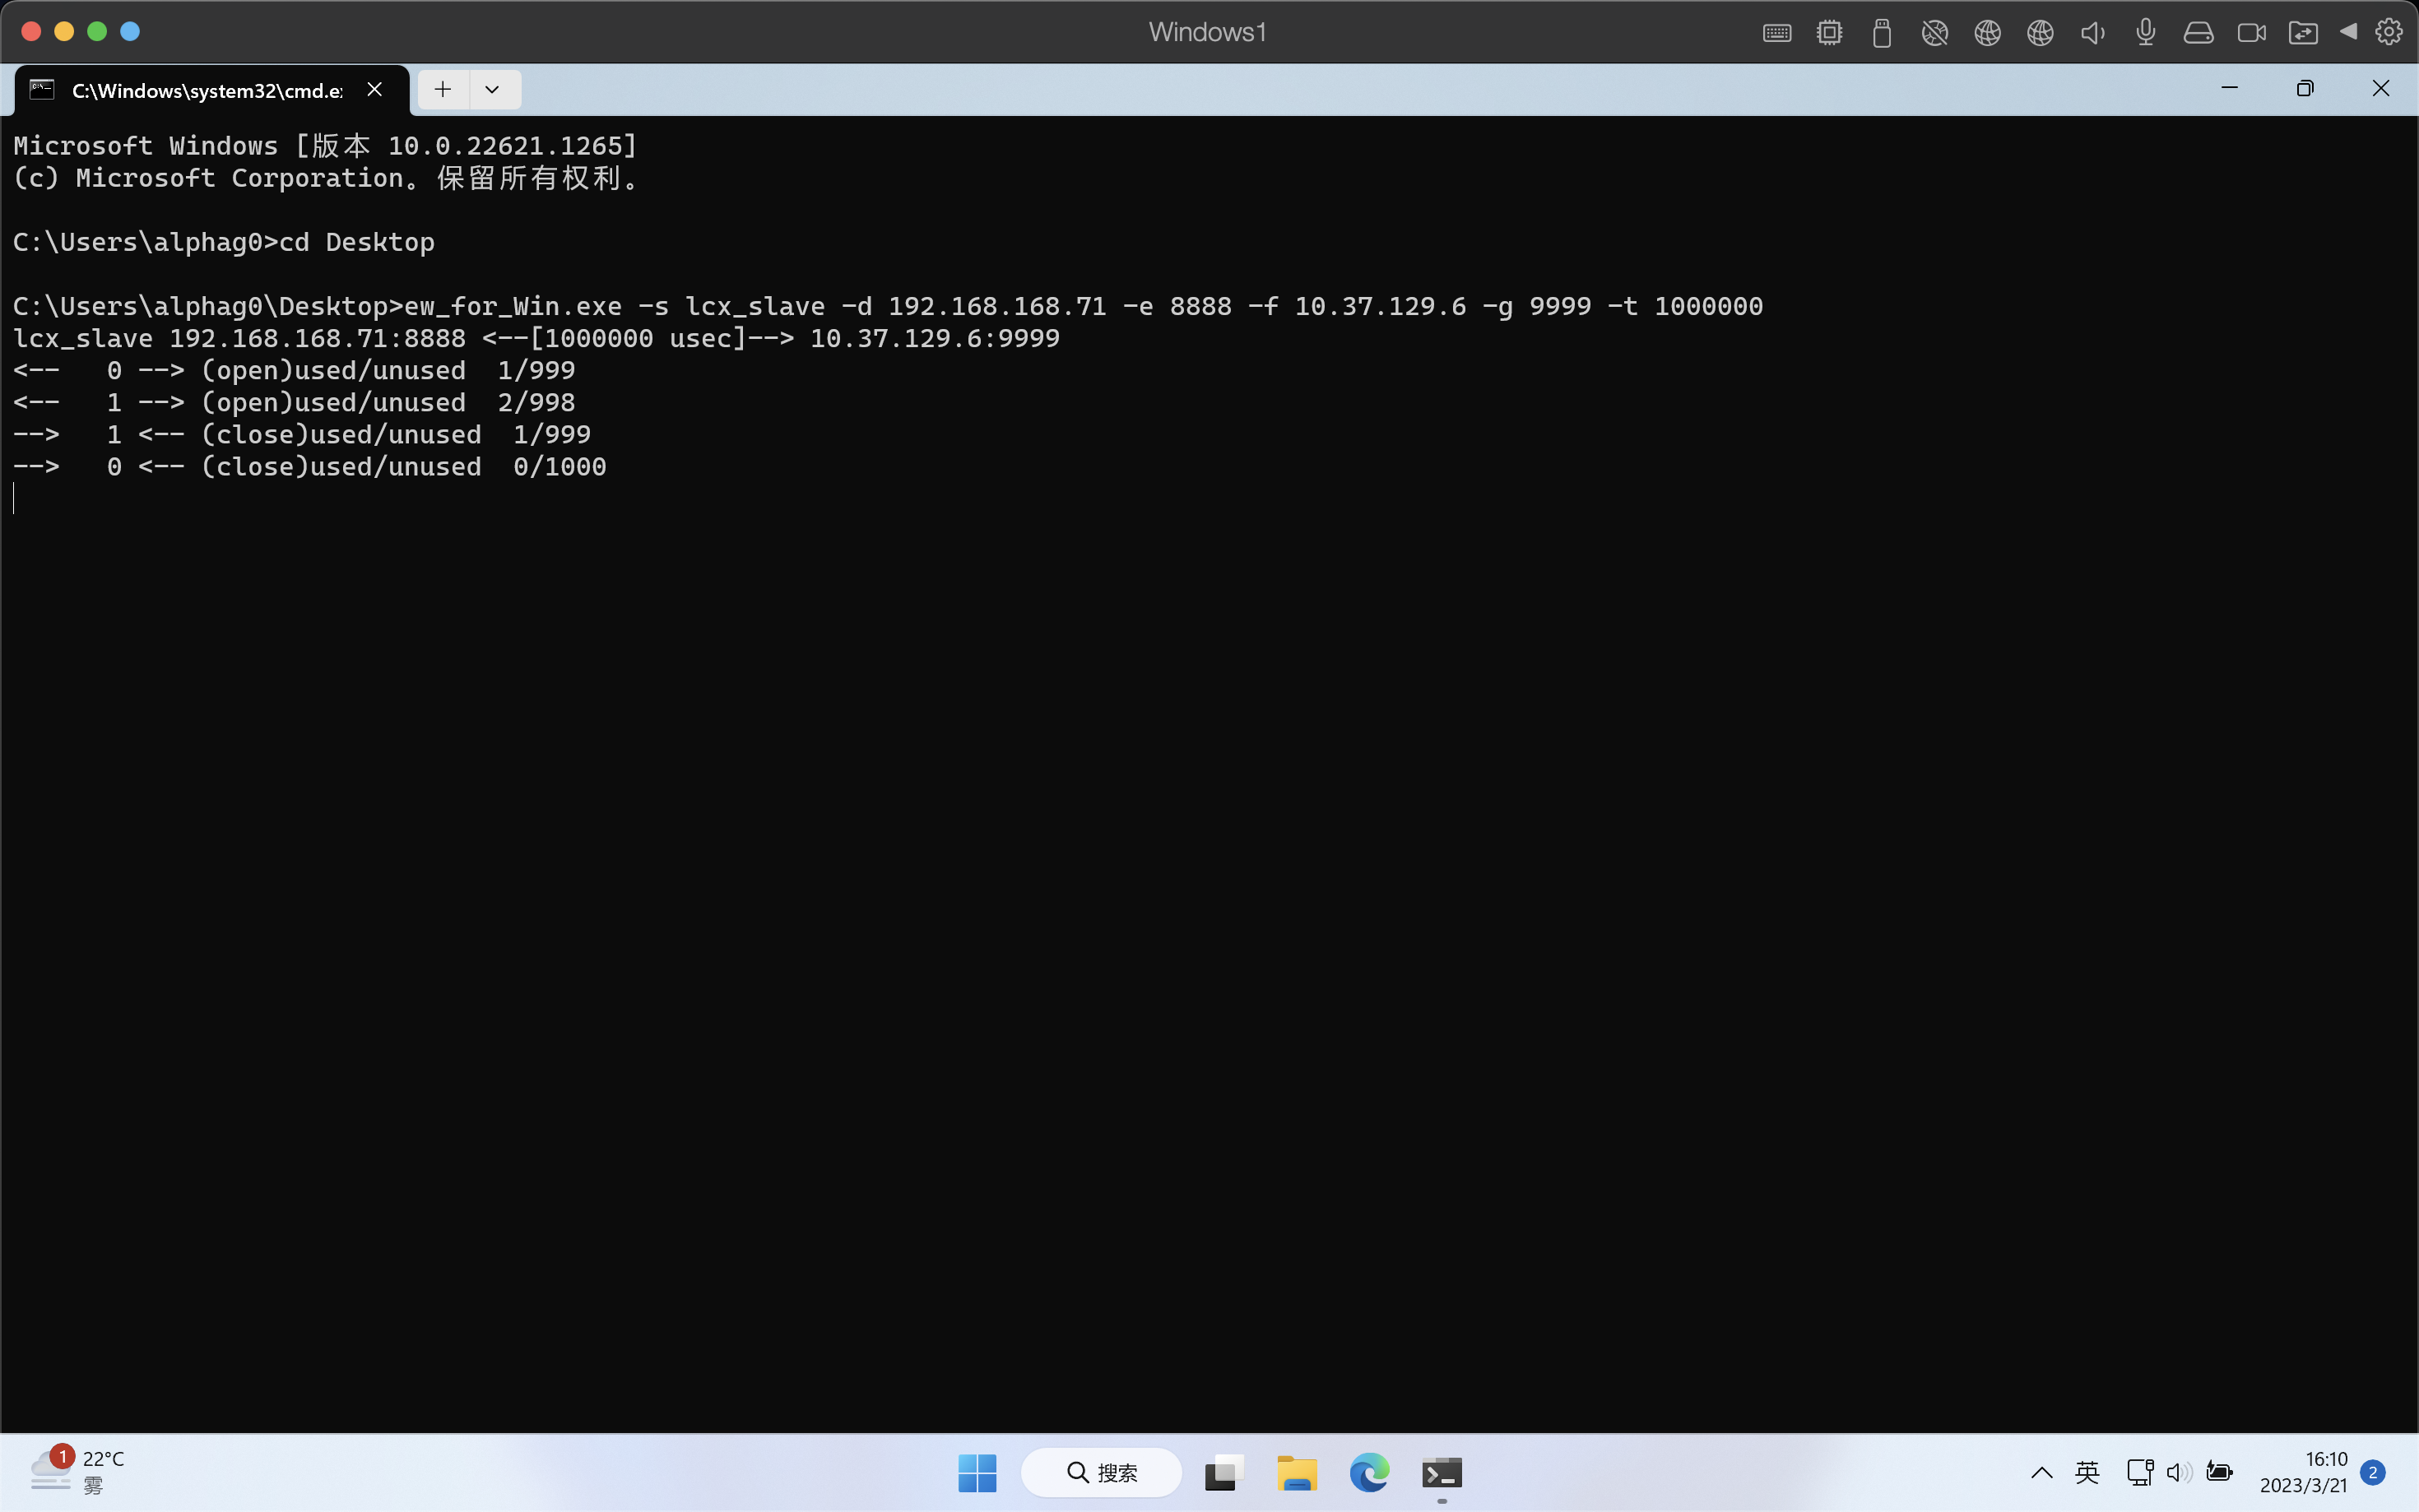 Windows1
C:\Windows\system32\cmd.e
Microsoft Windows [版本 10.0.22621.1265]
(c) Microsoft Corporation。保留所有权利。
C:\Users\alphag0>cd Desktop
C:\Users\alphag0\Desktop>ew_for_Win.exe -s lcx_slave -d 192.168.168.71 -e 8888 -f 10.37.129.6 -g 9999 -t 1000000
lcx_slave 192.168.168.71:8888 <--[1000000 usec]--> 10.37.129.6:9999
<--   0 --> (open)used/unused  1/999
<--   1 --> (open)used/unused  2/998
-->   1 <-- (close)used/unused  1/999
-->   0 <-- (close)used/unused  0/1000
1
22°C
雾
搜索
英
16:10
2023/3/21
2